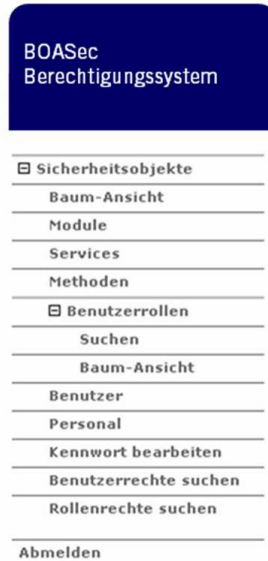 BOASec
Berechtigungssystem
Sicherheitsobjekte
Baum-Ansicht
Module
Services
Methoden
Benutzerrollen
Suchen
Baum-Ansicht
Benutzer
Personal
Kennwort bearbeiten
Benutzerrechte suchen
Rollenrechte suchen
Abmelden